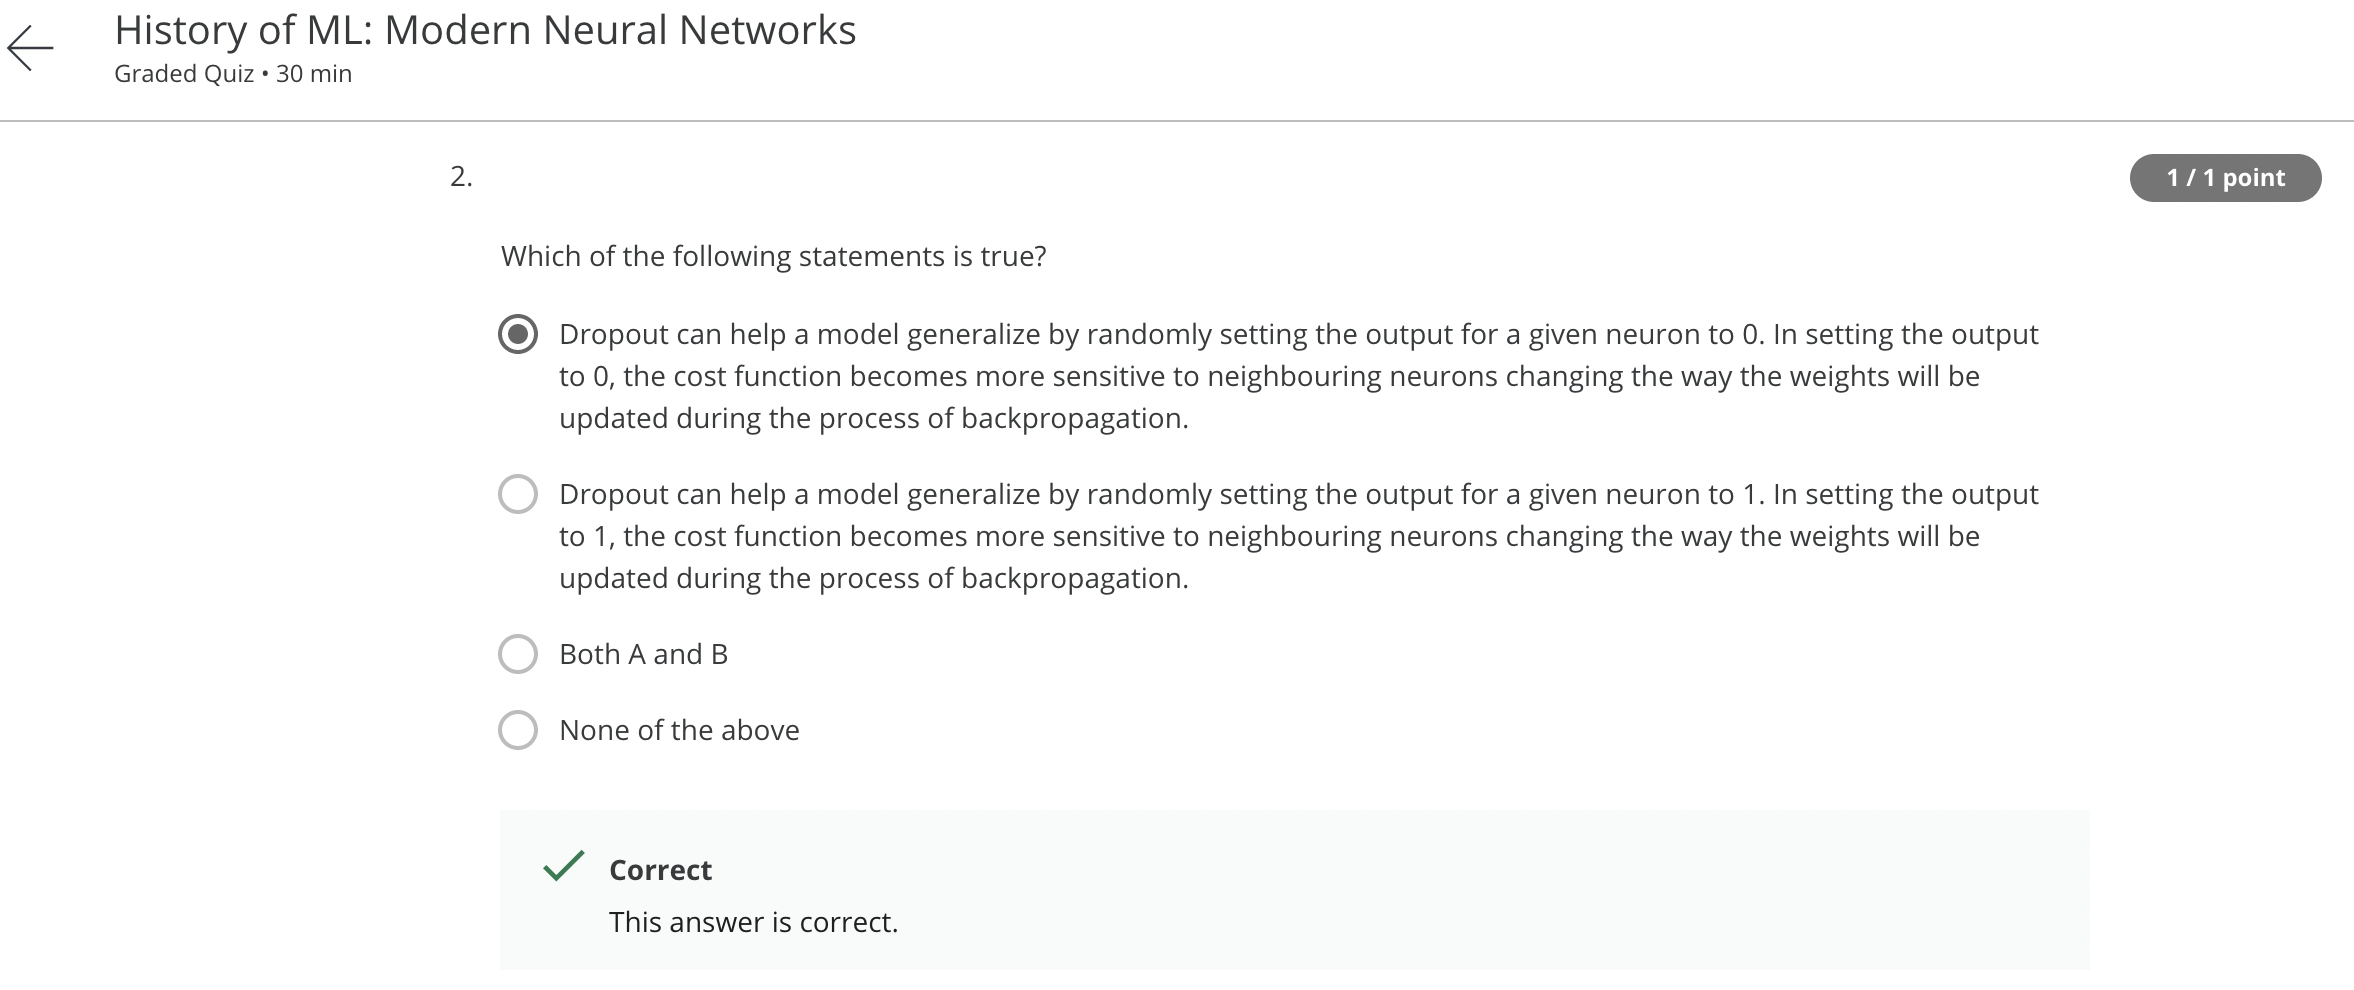 History of ML: Modern Neural Networks
Graded Quiz • 30 min
2.
1 / 1 point
Which of the following statements is true?
Dropout can help a model generalize by randomly setting the output for a given neuron to 0. In setting the output
to 0, the cost function becomes more sensitive to neighbouring neurons changing the way the weights will be
updated during the process of backpropagation.
Dropout can help a model generalize by randomly setting the output for a given neuron to 1. In setting the output
to 1, the cost function becomes more sensitive to neighbouring neurons changing the way the weights will be
updated during the process of backpropagation.
Both A and B
None of the above
Correct
This answer is correct.